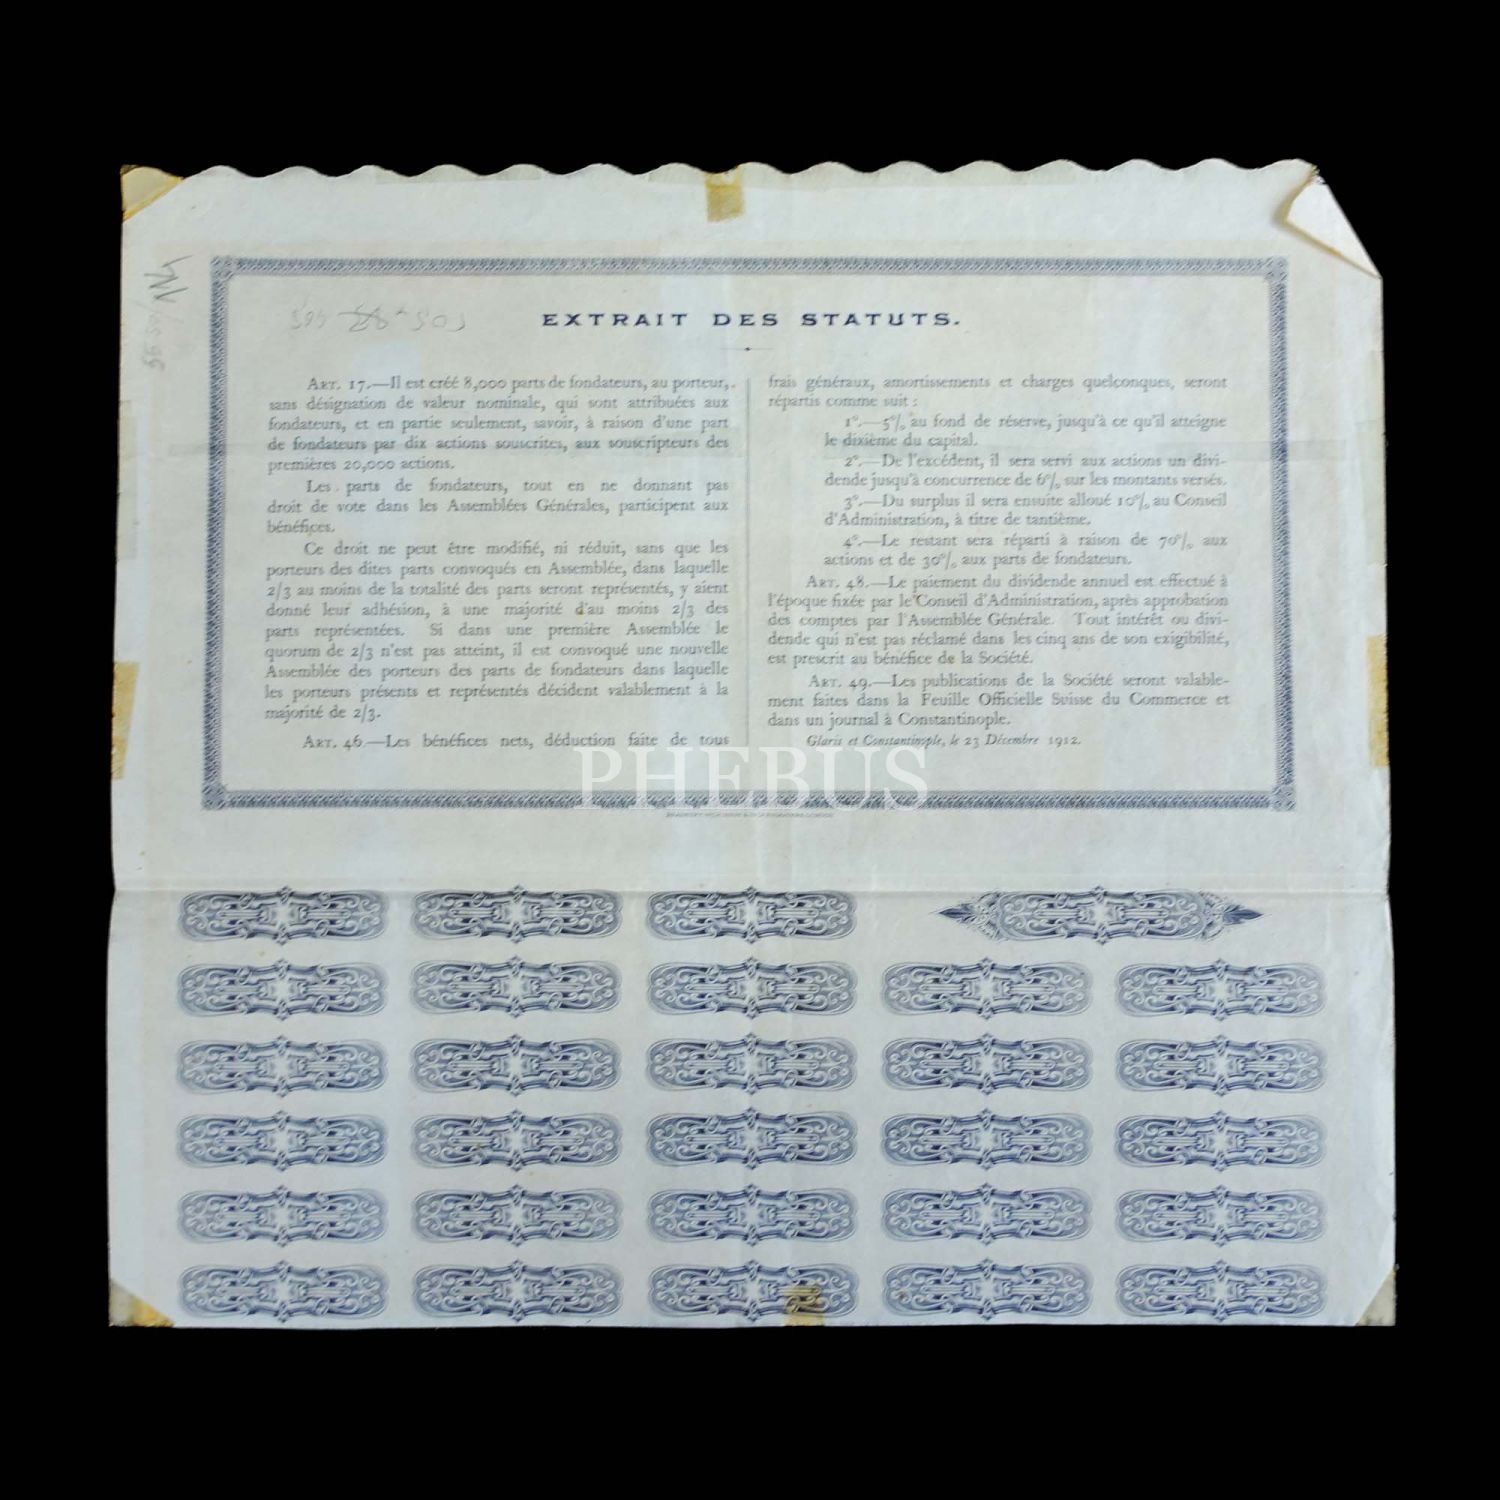 EXTRAIT DES STATUTS.
ART. 17.—Il est créé 8,000 parts de fondateurs, au porteur,
sans désignation de valeur nominale, qui sont attribuées aux
fondateurs, et en partie seulement, savoir, à raison d'une part
de fondateurs par dix actions souscrites, aux souscripteurs des
premières 20,000 actions.
Les parts de fondateurs, tout en ne donnant pas
droit de vote dans les Assemblées Générales, participent aux
bénéfices.
Ce droit ne peut être modifié, ni réduit, sans que les
porteurs des dites parts convoqués en Assemblée, dans laquelle
2/3 au moins de la totalité des parts seront représentés, y aient
donné leur adhésion, à une majorité d'au moins 2/3 des
parts représentées. Si dans une première Assemblée le
quorum de 2/3 n'est pas atteint, il est convoqué une nouvelle
Assemblée des porteurs des parts de fondateurs dans laquelle
les porteurs présents et représentés décident valablement à la
majorité de 2/3.
ART. 46.—Les bénéfices nets, déduction faite de tous
frais généraux, amortissements et charges quelconques, seront
répartis comme suit :
1°.—5% au fond de réserve, jusqu'à ce qu'il atteigne
le dixième du capital.
2°.—De l'excédent, il sera servi aux actions un divi-
dende jusqu'à concurrence de 6% sur les montants versés.
3°.—Du surplus il sera ensuite alloué 10% au Conseil
d'Administration, à titre de tantième.
4°.—Le restant sera réparti à raison de 70% aux
actions et de 30% aux parts de fondateurs.
ART. 48.—Le paiement du dividende annuel est effectué à
l'époque fixée par le Conseil d'Administration, après approbation
des comptes par l'Assemblée Générale. Tout intérêt ou divi-
dende qui n'est pas réclamé dans les cinq ans de son exigibilité,
est prescrit au bénéfice de la Société.
ART. 49.—Les publications de la Société seront valable-
ment faites dans la Feuille Officielle Suisse du Commerce et
dans un journal à Constantinople.
Glaris et Constantinople, le 23 Décembre 1912.
PHEBUS